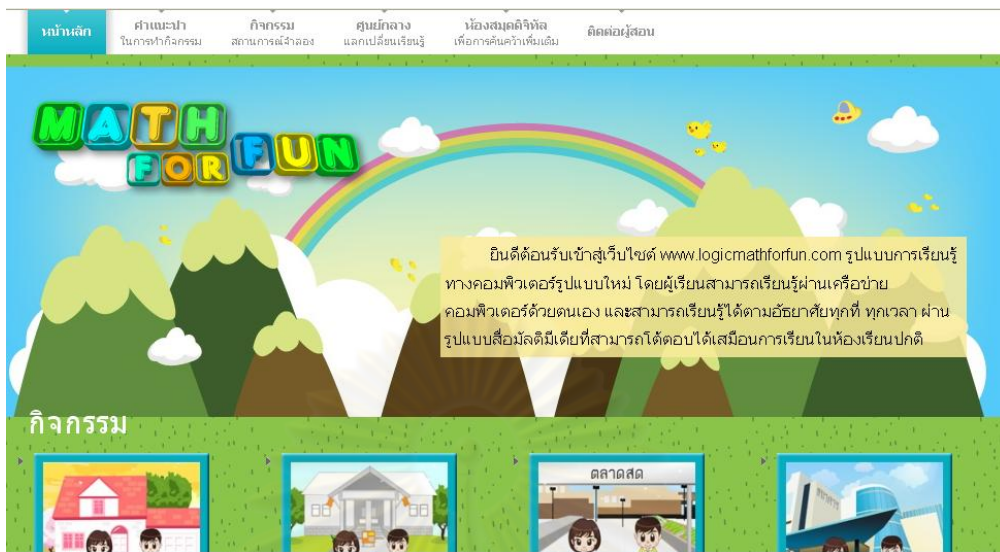 หน้าหลัก
คำแนะนำ
ในการทำกิจกรรม
กิจกรรม
สถานการณ์จำลอง
ศูนย์กลาง
แลกเปลี่ยนเรียนรู้
ห้องสมุดดิจิทัล
เพื่อการค้นคว้าเพิ่มเติม
ติดต่อผู้สอน
MATH
FOR FUN
ยินดีต้อนรับเข้าสู่เว็บไซต์ www.logicmathforfun.com รูปแบบการเรียนรู้
ทางคอมพิวเตอร์รูปแบบใหม่ โดยผู้เรียนสามารถเรียนรู้ผ่านเครือข่าย
คอมพิวเตอร์ด้วยตนเอง และสามารถเรียนรู้ได้ตามอัธยาศัยทุกที่ ทุกเวลา ผ่าน
รูปแบบสื่อมัลติมีเดียที่สามารถโต้ตอบได้เสมือนการเรียนในห้องเรียนปกติ
กิจกรรม
ตลาดสด